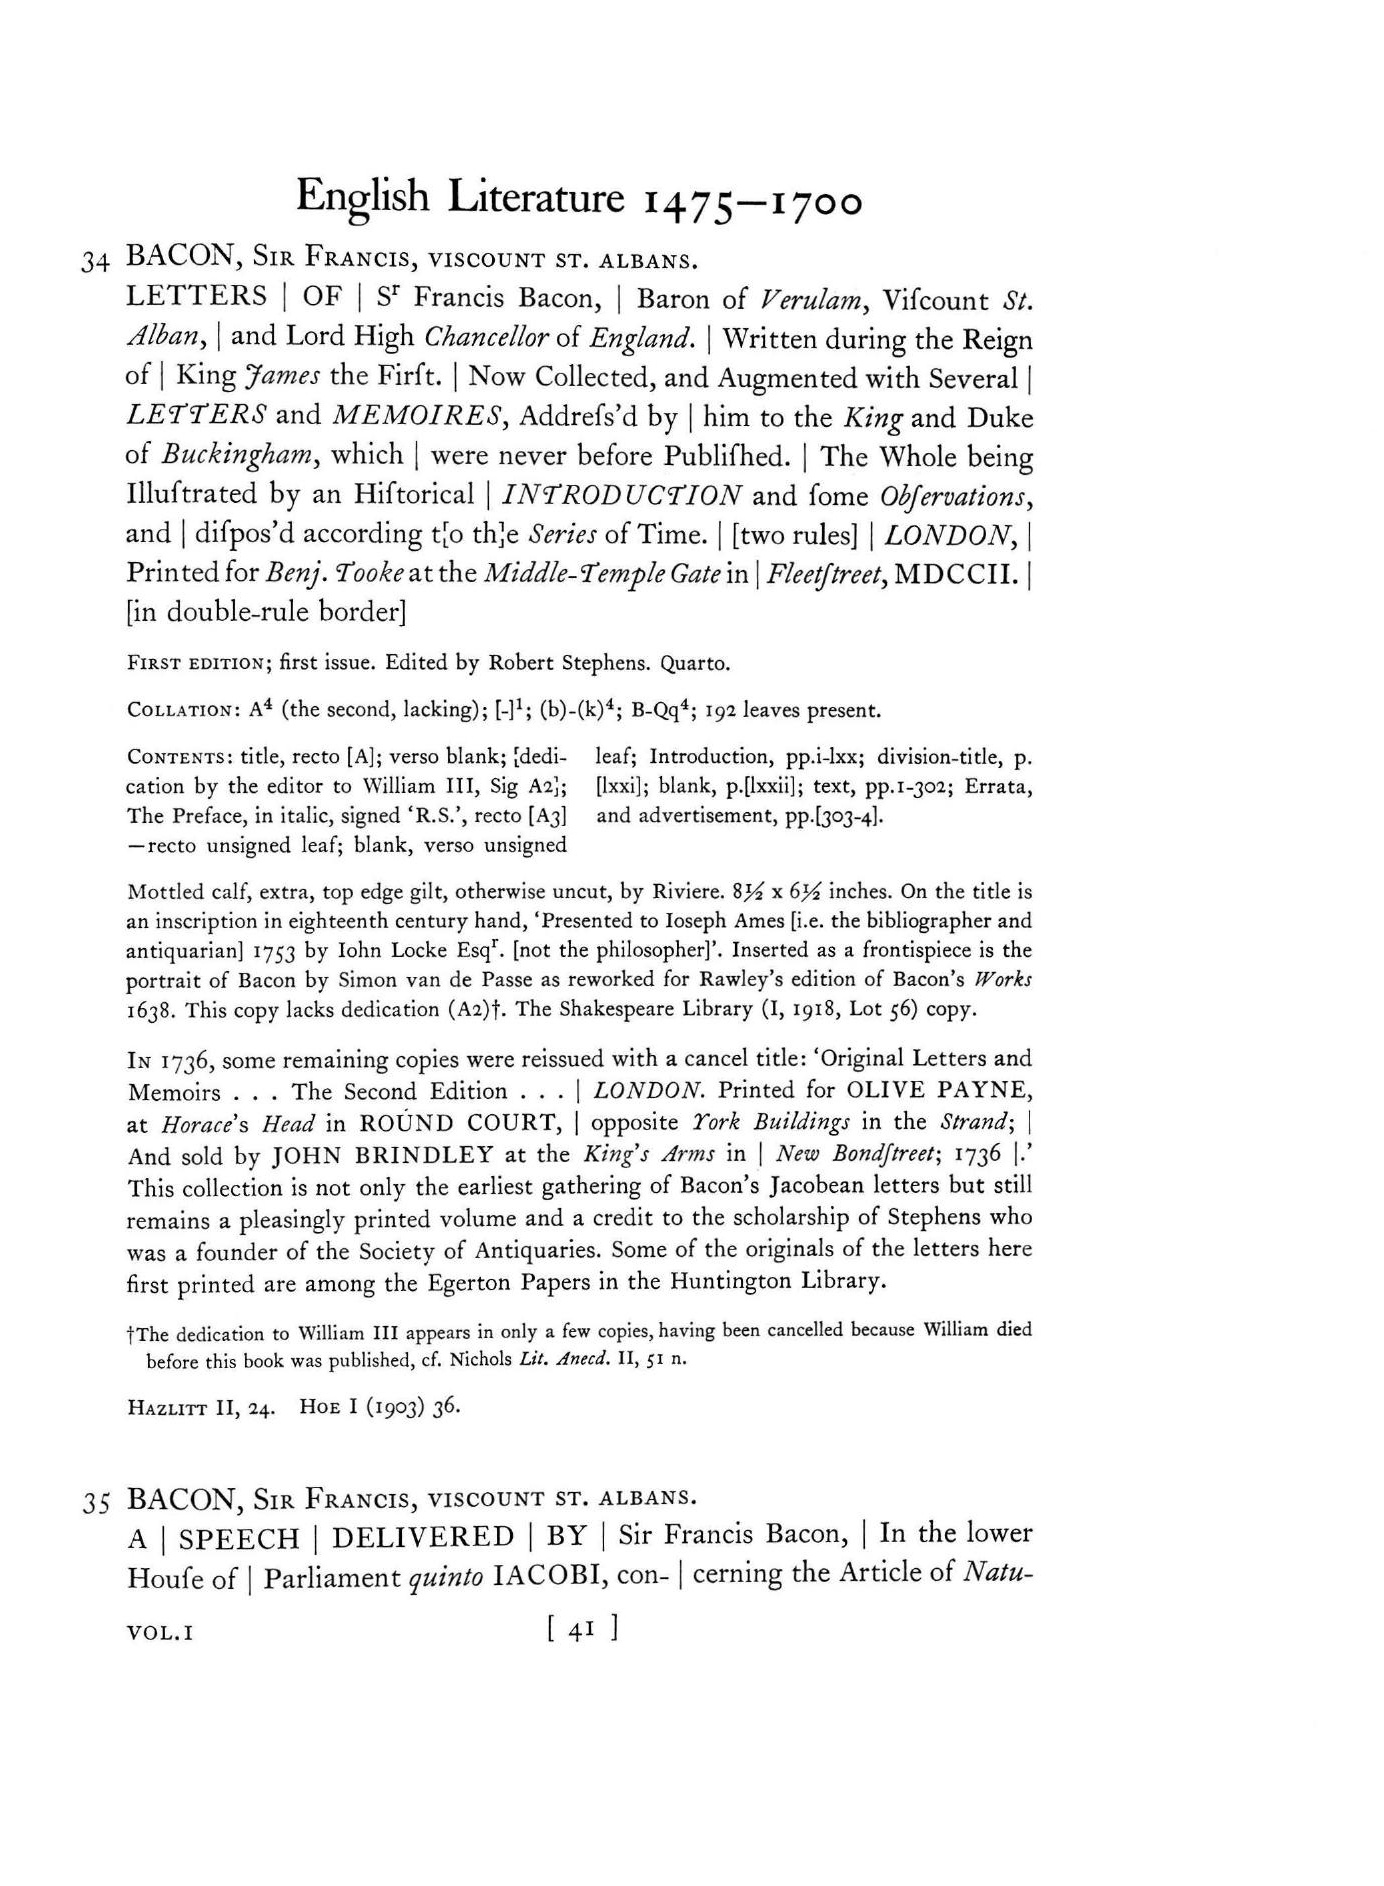 English Literature 1475—1700
34 BACON, SIR FRANCIS, VISCOUNT ST. ALBANS.
LETTERS | OF | Sʳ Francis Bacon, | Baron of Verulam, Viſcount St.
Alban, | and Lord High Chancellor of England. | Written during the Reign
of | King James the Firſt. | Now Collected, and Augmented with Several |
LETTERS and MEMOIRES, Addreſs’d by | him to the King and Duke
of Buckingham, which | were never before Publiſhed. | The Whole being
Illuſtrated by an Hiſtorical | INTRODUCTION and ſome Obſervations,
and | diſpos’d according t[o th]e Series of Time. | [two rules] | LONDON, |
Printed for Benj. Tooke at the Middle-Temple Gate in | Fleetſtreet, MDCCII. |
[in double-rule border]
FIRST EDITION; first issue. Edited by Robert Stephens. Quarto.
COLLATION: A⁴ (the second, lacking); [-]¹; (b)-(k)⁴; B-Qq⁴; 192 leaves present.
CONTENTS: title, recto [A]; verso blank; [dedi-
cation by the editor to William III, Sig A2];
The Preface, in italic, signed ‘R.S.’, recto [A3]
—recto unsigned leaf; blank, verso unsigned
leaf; Introduction, pp.i-lxx; division-title, p.
[lxxi]; blank, p.[lxxii]; text, pp.1-302; Errata,
and advertisement, pp.[303-4].
Mottled calf, extra, top edge gilt, otherwise uncut, by Riviere. 8½ x 6½ inches. On the title is
an inscription in eighteenth century hand, ‘Presented to Ioseph Ames [i.e. the bibliographer and
antiquarian] 1753 by Iohn Locke Esqʳ. [not the philosopher]’. Inserted as a frontispiece is the
portrait of Bacon by Simon van de Passe as reworked for Rawley’s edition of Bacon’s Works
1638. This copy lacks dedication (A2)†. The Shakespeare Library (I, 1918, Lot 56) copy.
IN 1736, some remaining copies were reissued with a cancel title: ‘Original Letters and
Memoirs . . . The Second Edition . . . | LONDON. Printed for OLIVE PAYNE,
at Horace’s Head in ROUND COURT, | opposite York Buildings in the Strand; |
And sold by JOHN BRINDLEY at the King’s Arms in | New Bondſtreet; 1736 |.’
This collection is not only the earliest gathering of Bacon’s Jacobean letters but still
remains a pleasingly printed volume and a credit to the scholarship of Stephens who
was a founder of the Society of Antiquaries. Some of the originals of the letters here
first printed are among the Egerton Papers in the Huntington Library.
†The dedication to William III appears in only a few copies, having been cancelled because William died
before this book was published, cf. Nichols Lit. Anecd. II, 51 n.
HAZLITT II, 24. HOE I (1903) 36.
35 BACON, SIR FRANCIS, VISCOUNT ST. ALBANS.
A | SPEECH | DELIVERED | BY | Sir Francis Bacon, | In the lower
Houſe of | Parliament quinto IACOBI, con- | cerning the Article of Natu-
VOL.I [ 41 ]